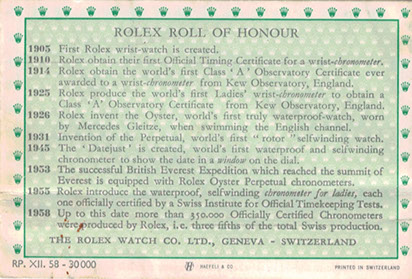 ROLEX ROLL OF HONOUR
1905 First Rolex wrist-watch is created.
1910 Rolex obtain their first Official Timing Certificate for a wrist-chronometer.
1914 Rolex obtain the world's first Class 'A' Observatory Certificate ever
awarded to a wrist-chronometer from Kew Observatory, England.
1925 Rolex produce the world's first Ladies' wrist-chronometer to obtain a
Class 'A' Observatory Certificate from Kew Observatory, England.
1926 Rolex invent the Oyster, world's first truly waterproof-watch, worn
by Mercedes Gleitze, when swimming the English channel.
1931 Invention of the Perpetual, world's first "rotor" selfwinding watch.
1945 The 'Datejust' is created, world's first waterproof and selfwinding
chronometer to show the date in a window on the dial.
1953 The successful British Everest Expedition which reached the summit of
Everest is equipped with Rolex Oyster Perpetual chronometers.
1955 Rolex introduce the waterproof, selfwinding chronometer for ladies, each
one officially certified by a Swiss Institute for Official Timekeeping Tests.
1958 Up to this date more than 350.000 Officially Certified Chronometers
were produced by Rolex, i.e. three fifths of the total Swiss production.
THE ROLEX WATCH CO. LTD., GENEVA - SWITZERLAND
RP. XII. 58 - 30000 HAEFELI & CO PRINTED IN SWITZERLAND